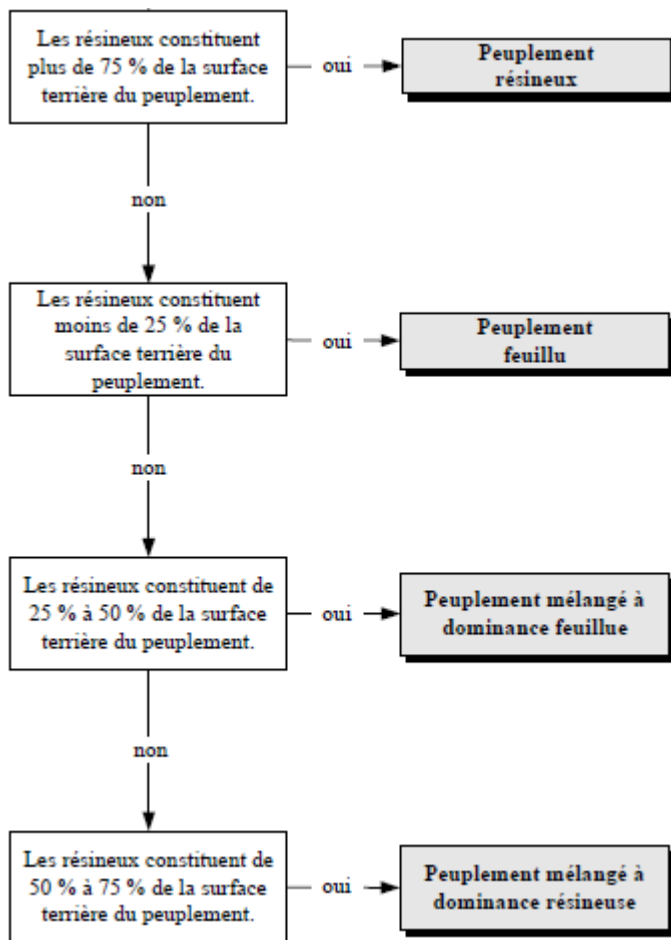 Les résineux constituent
plus de 75 % de la surface
terrière du peuplement.
oui
Peuplement
résineux
non
Les résineux constituent
moins de 25 % de la
surface terrière du
peuplement.
oui
Peuplement
feuillu
non
Les résineux constituent de
25 % à 50 % de la surface
terrière du peuplement.
oui
Peuplement mélangé à
dominance feuillue
non
Les résineux constituent de
50 % à 75 % de la surface
terrière du peuplement.
oui
Peuplement mélangé à
dominance résineuse